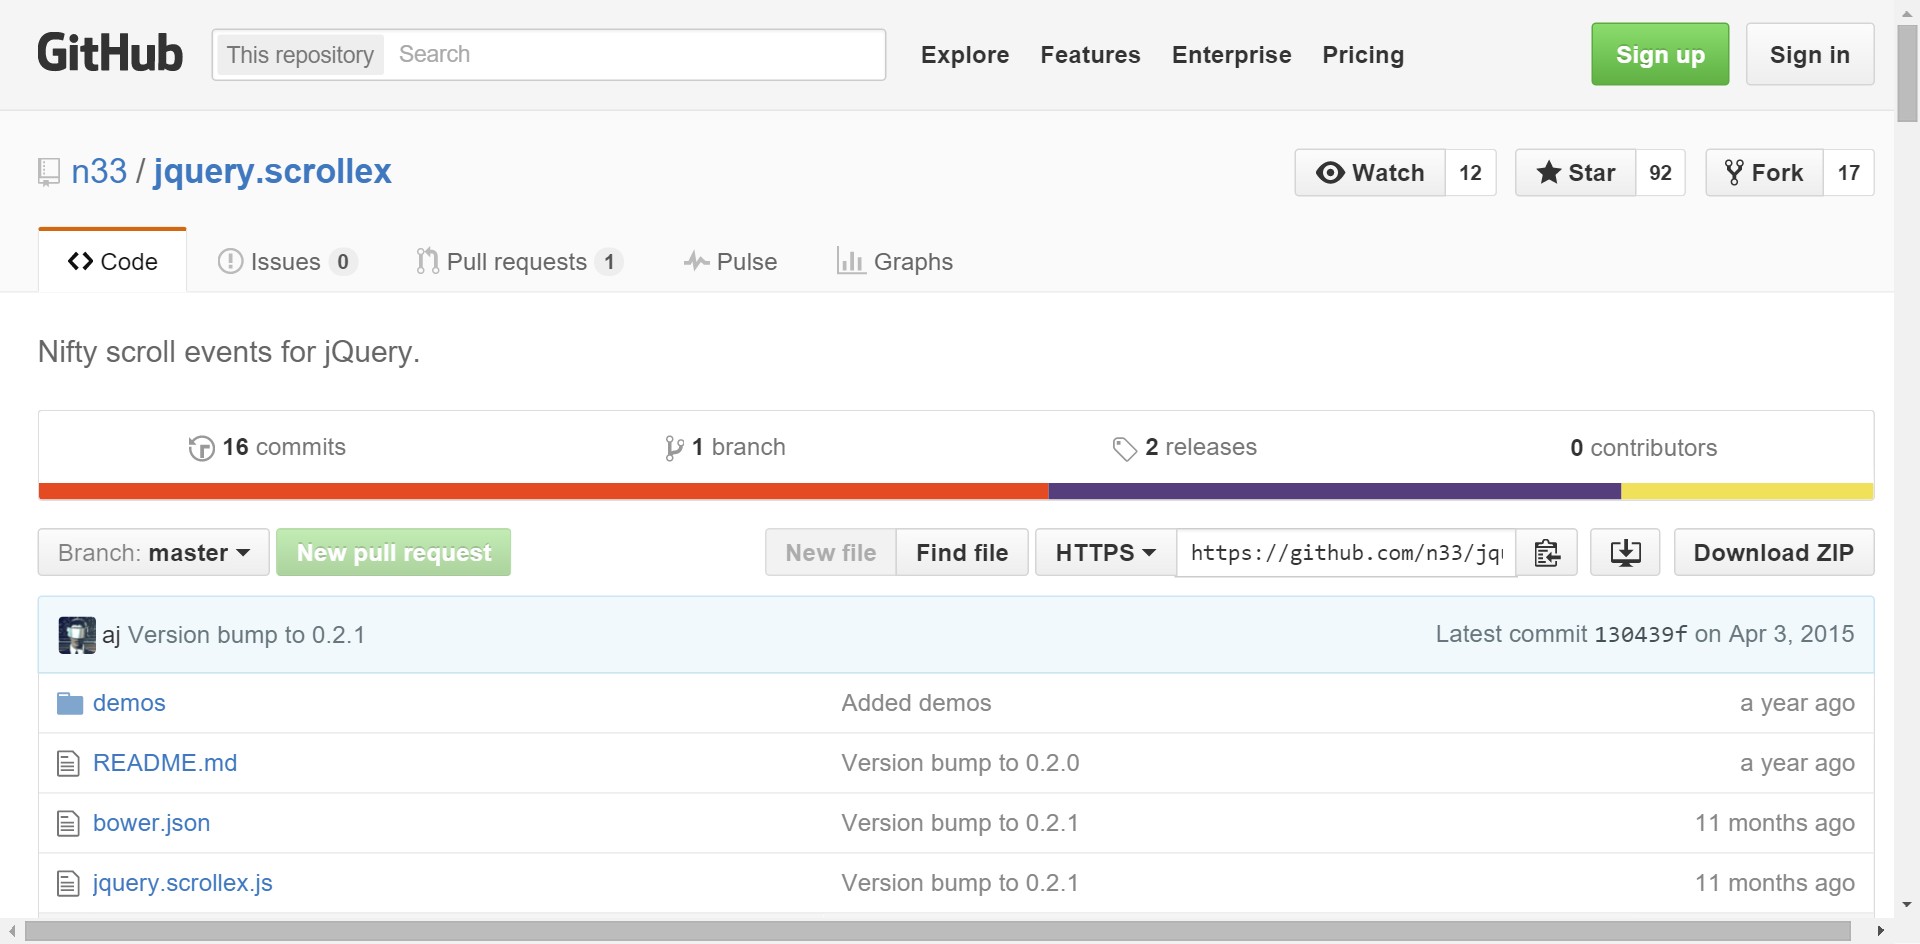 GitHub This repository Search Explore Features Enterprise Pricing Sign up Sign in
n33 / jquery.scrollex Watch 12 Star 92 Fork 17
Code Issues 0 Pull requests 1 Pulse Graphs
Nifty scroll events for jQuery.
16 commits 1 branch 2 releases 0 contributors
Branch: master New pull request New file Find file HTTPS https://github.com/n33/jq Download ZIP
aj Version bump to 0.2.1 Latest commit 130439f on Apr 3, 2015
demos Added demos a year ago
README.md Version bump to 0.2.0 a year ago
bower.json Version bump to 0.2.1 11 months ago
jquery.scrollex.js Version bump to 0.2.1 11 months ago